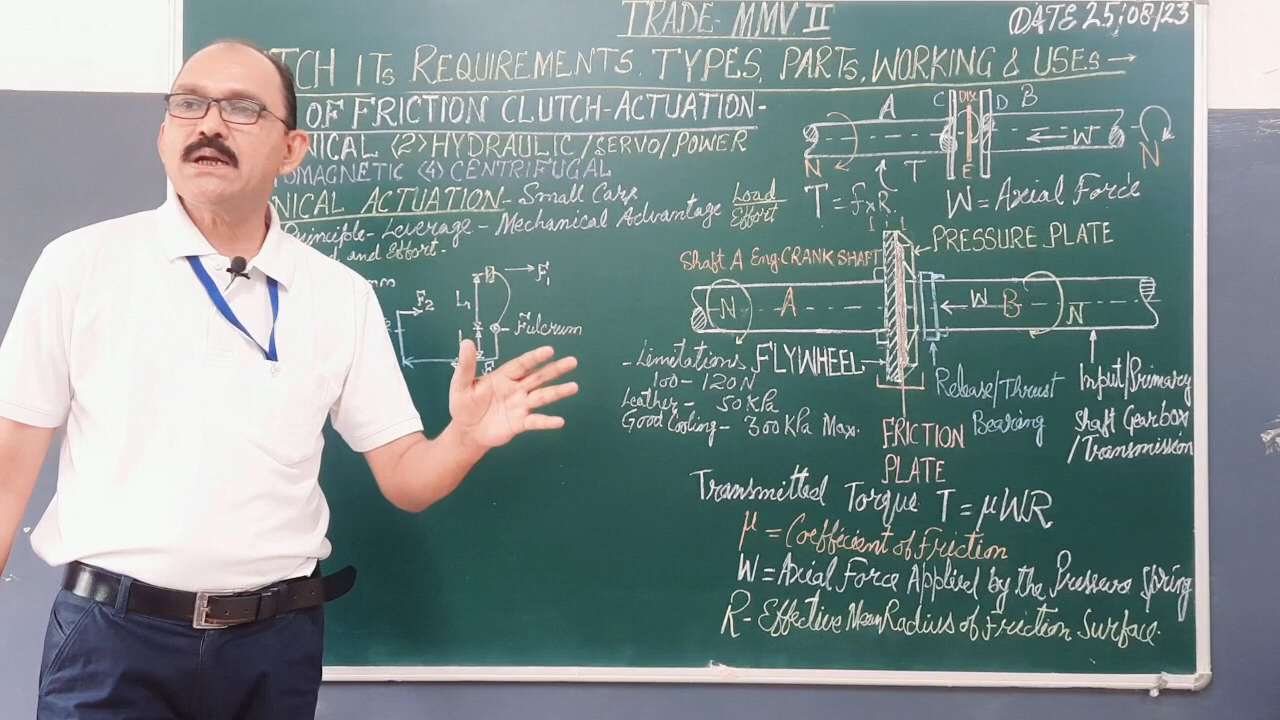 TRADE- MMV II
DATE 25/08/23
TCH ITs REQUIREMENTS, TYPES, PARTS, WORKING & USES→
OF FRICTION CLUTCH-ACTUATION-
NICAL <2> HYDRAULIC/SERVO/POWER
OMAGNETIC <4> CENTRIFUGAL
NICAL ACTUATION- Small Cars
Principle- Leverage - Mechanical Advantage Load
Effort
d and Effort-
F2
L1
F1
Fulcrum
A C DISC D B
N T E W N
T = f×R. W = Axial Force
PRESSURE PLATE
Shaft A Eng. CRANK SHAFT
N A W B N
- Limitations FLYWHEEL
100 - 120N
Leather - 50 KPa
Good Cooling - 300 KPa Max.
Release/Thrust
Bearing
Input/Primary
Shaft Gearbox
/Transmission
FRICTION
PLATE
Transmitted Torque T = μWR
μ = Coefficient of Friction
W = Axial Force Applied by the Pressure Spring
R- Effective Mean Radius of Friction Surface.